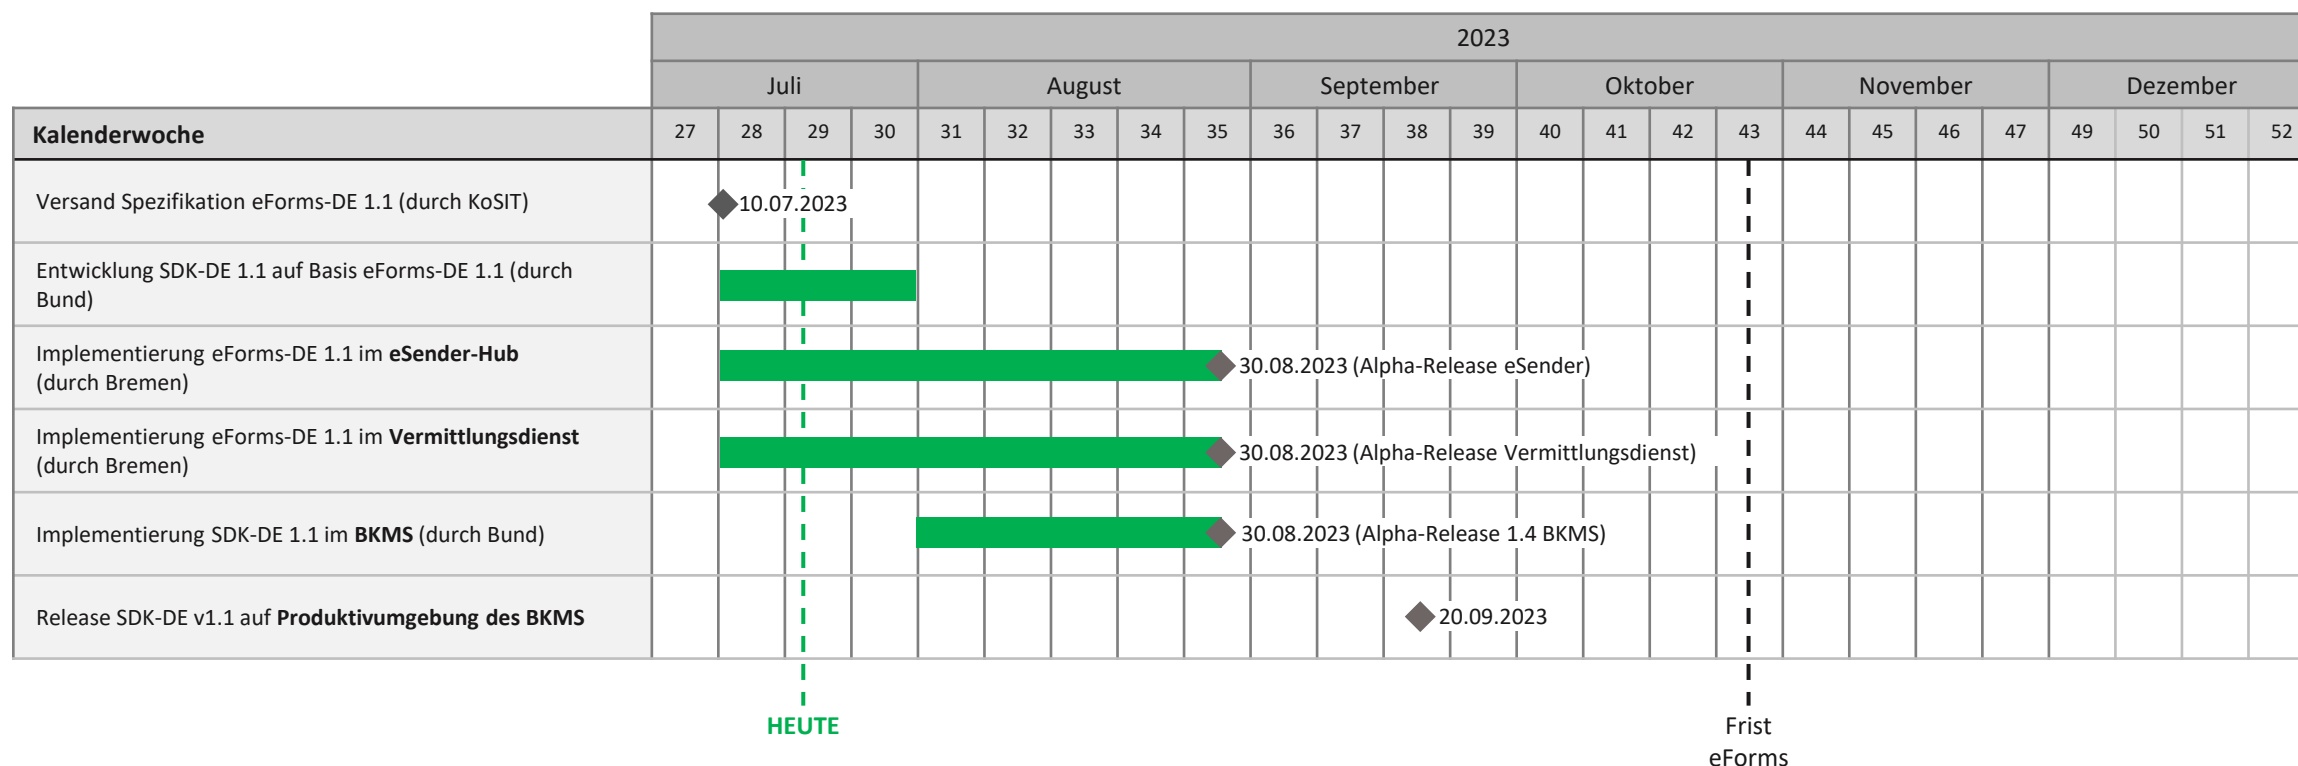 2023
Juli August September Oktober November Dezember
Kalenderwoche 27 28 29 30 31 32 33 34 35 36 37 38 39 40 41 42 43 44 45 46 47 49 50 51 52
Versand Spezifikation eForms-DE 1.1 (durch KoSIT)
10.07.2023
Entwicklung SDK-DE 1.1 auf Basis eForms-DE 1.1 (durch
Bund)
Implementierung eForms-DE 1.1 im eSender-Hub
(durch Bremen)
30.08.2023 (Alpha-Release eSender)
Implementierung eForms-DE 1.1 im Vermittlungsdienst
(durch Bremen)
30.08.2023 (Alpha-Release Vermittlungsdienst)
Implementierung SDK-DE 1.1 im BKMS (durch Bund)
30.08.2023 (Alpha-Release 1.4 BKMS)
Release SDK-DE v1.1 auf Produktivumgebung des BKMS
20.09.2023
HEUTE
Frist
eForms